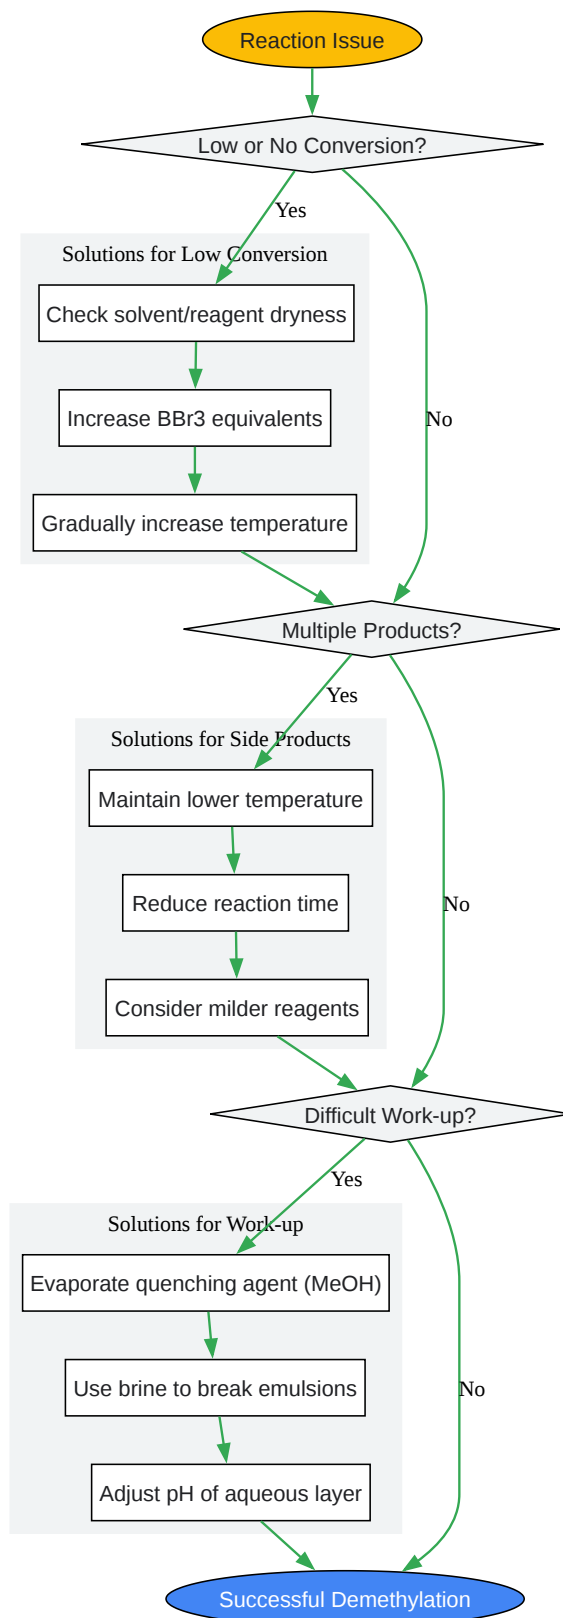 Reaction Issue
Low or No Conversion?
Yes
Solutions for Low Conversion
Check solvent/reagent dryness
Increase BBr3 equivalents
No
Gradually increase temperature
Multiple Products?
Yes
Solutions for Side Products
Maintain lower temperature
Reduce reaction time
No
Consider milder reagents
Difficult Work-up?
Yes
Solutions for Work-up
Evaporate quenching agent (MeOH)
Use brine to break emulsions
No
Adjust pH of aqueous layer
Successful Demethylation